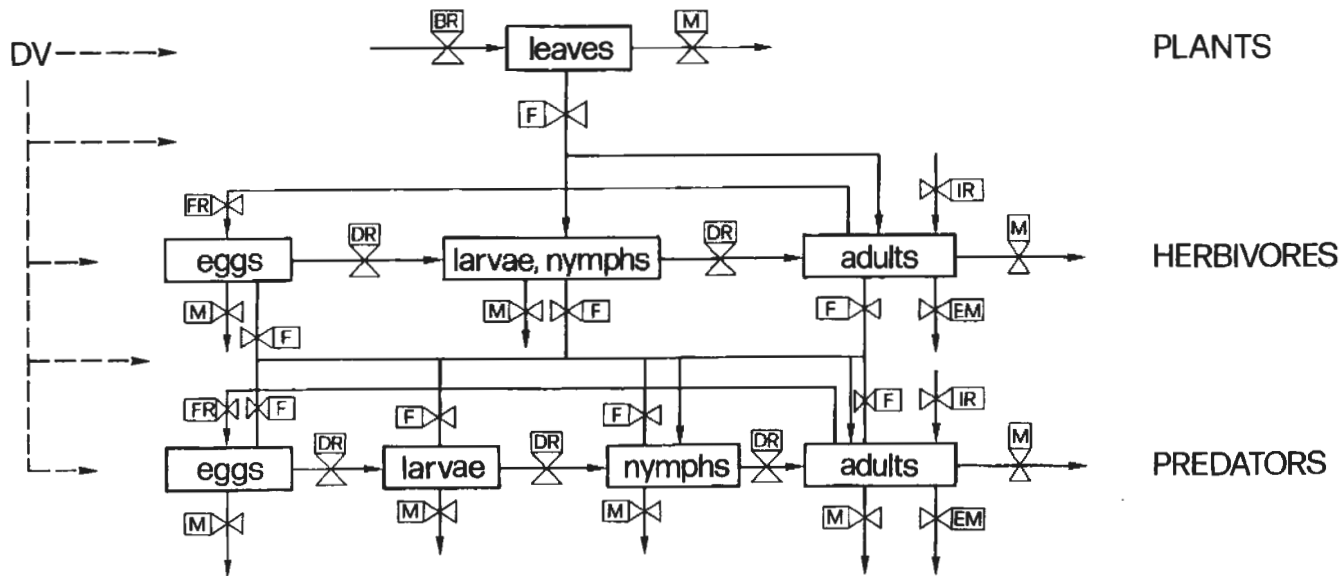 BR M
DV leaves PLANTS
F
FR IR
DR DR M
eggs larvae, nymphs adults HERBIVORES
M M F F EM
F
FR F F F F IR
DR DR DR M
eggs larvae nymphs adults PREDATORS
M M M M EM